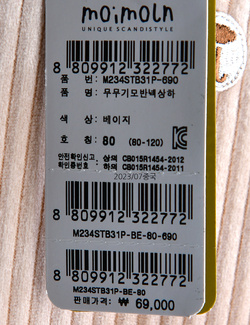 moimoln
UNIQUE SCANDISTYLE
8 809912 322772
품 번: M234STB31P-690
품 명: 무무기모반넥상하
색 상: 베이지
호 칭: 80 (80-120)
안전확인신고 상의 CB015R1454-2012
확인증번호 : 하의 CB015R1454-2011
2023/07중국
8 809912 322772
M234STB31P-BE-80-690
8 809912 322772
M234STB31P-BE-80
판매가격: ₩ 69,000